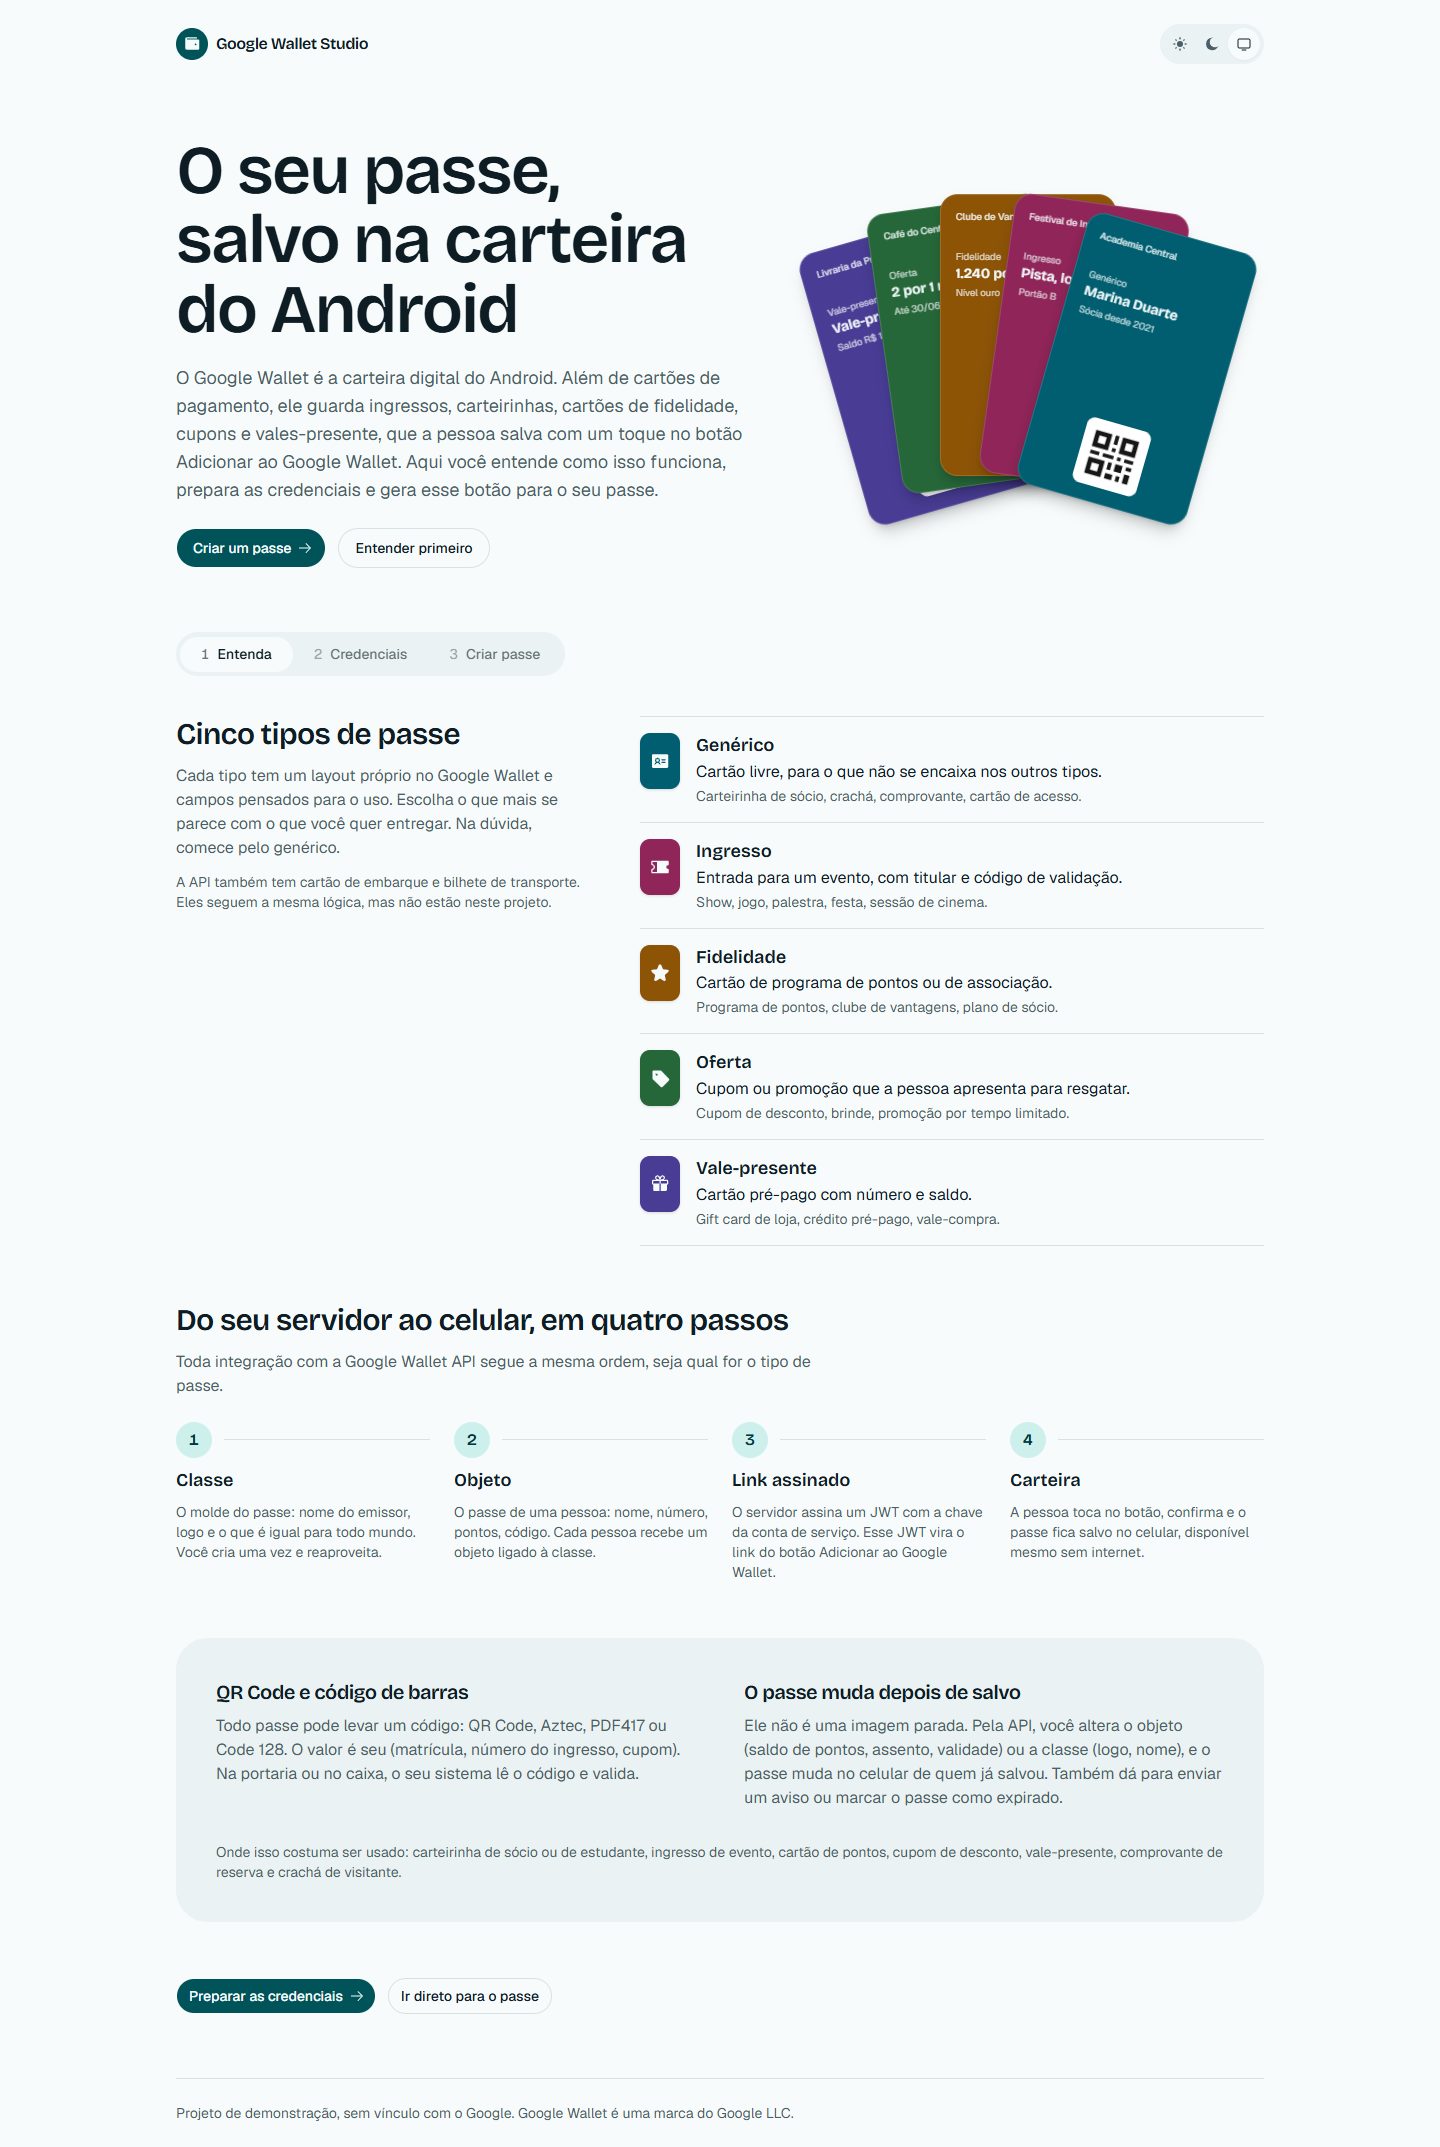 Google Wallet Studio
O seu passe,
salvo na carteira
do Android
O Google Wallet é a carteira digital do Android. Além de cartões de
pagamento, ele guarda ingressos, carteirinhas, cartões de fidelidade,
cupons e vales-presente, que a pessoa salva com um toque no botão
Adicionar ao Google Wallet. Aqui você entende como isso funciona,
prepara as credenciais e gera esse botão para o seu passe.
Criar um passe
Entender primeiro
Livraria da
Saldo R$
Café do
Oferta
2 por 1
Até 30/06
Clube de
Fidelidade
1.240
Nível ouro
Festival de
Ingresso
Pista,
Portão B
Academia Central
Genérico
Marina Duarte
Sócia desde 2021
1 Entenda
2 Credenciais
3 Criar passe
Cinco tipos de passe
Cada tipo tem um layout próprio no Google Wallet e
campos pensados para o uso. Escolha o que mais se
parece com o que você quer entregar. Na dúvida,
comece pelo genérico.
A API também tem cartão de embarque e bilhete de transporte.
Eles seguem a mesma lógica, mas não estão neste projeto.
Genérico
Cartão livre, para o que não se encaixa nos outros tipos.
Carteirinha de sócio, crachá, comprovante, cartão de acesso.
Ingresso
Entrada para um evento, com titular e código de validação.
Show, jogo, palestra, festa, sessão de cinema.
Fidelidade
Cartão de programa de pontos ou de associação.
Programa de pontos, clube de vantagens, plano de sócio.
Oferta
Cupom ou promoção que a pessoa apresenta para resgatar.
Cupom de desconto, brinde, promoção por tempo limitado.
Vale-presente
Cartão pré-pago com número e saldo.
Gift card de loja, crédito pré-pago, vale-compra.
Do seu servidor ao celular, em quatro passos
Toda integração com a Google Wallet API segue a mesma ordem, seja qual for o tipo de
passe.
1
Classe
O molde do passe: nome do emissor,
logo e o que é igual para todo mundo.
Você cria uma vez e reaproveita.
2
Objeto
O passe de uma pessoa: nome, número,
pontos, código. Cada pessoa recebe um
objeto ligado à classe.
3
Link assinado
O servidor assina um JWT com a chave
da conta de serviço. Esse JWT vira o
link do botão Adicionar ao Google
Wallet.
4
Carteira
A pessoa toca no botão, confirma e o
passe fica salvo no celular, disponível
mesmo sem internet.
QR Code e código de barras
Todo passe pode levar um código: QR Code, Aztec, PDF417 ou
Code 128. O valor é seu (matrícula, número do ingresso, cupom).
Na portaria ou no caixa, o seu sistema lê o código e valida.
O passe muda depois de salvo
Ele não é uma imagem parada. Pela API, você altera o objeto
(saldo de pontos, assento, validade) ou a classe (logo, nome), e o
passe muda no celular de quem já salvou. Também dá para enviar
um aviso ou marcar o passe como expirado.
Onde isso costuma ser usado: carteirinha de sócio ou de estudante, ingresso de evento, cartão de pontos, cupom de desconto, vale-presente, comprovante de
reserva e crachá de visitante.
Preparar as credenciais
Ir direto para o passe
Projeto de demonstração, sem vínculo com o Google. Google Wallet é uma marca do Google LLC.